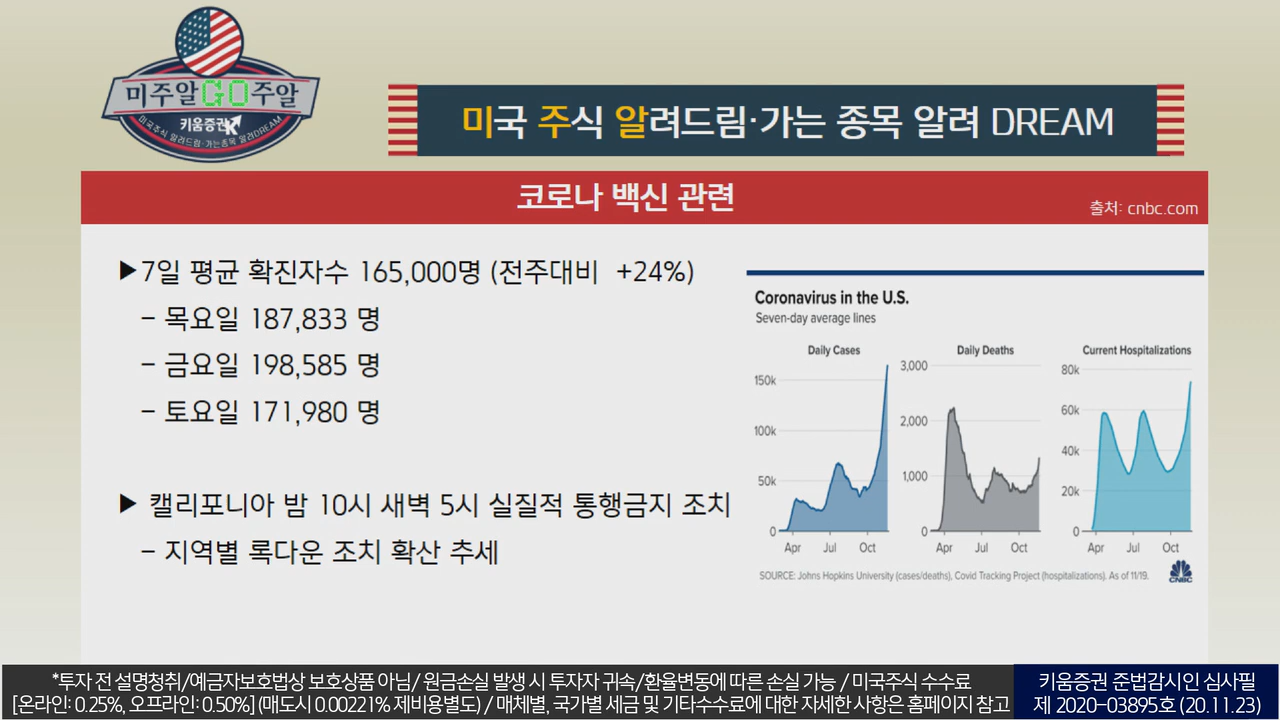 미주알GO주알
키움증권
미국주식 알려드림·가는종목 알려DREAM
미국 주식 알려드림·가는 종목 알려 DREAM
코로나 백신 관련
출처: cnbc.com
▶7일 평균 확진자수 165,000명 (전주대비 +24%)
- 목요일 187,833 명
- 금요일 198,585 명
- 토요일 171,980 명
▶ 캘리포니아 밤 10시 새벽 5시 실질적 통행금지 조치
- 지역별 록다운 조치 확산 추세
Coronavirus in the U.S.
Seven-day average lines
Daily Cases
150k
100k
50k
0
Apr Jul Oct
Daily Deaths
3,000
2,000
1,000
0
Apr Jul Oct
Current Hospitalizations
80k
60k
40k
20k
0
Apr Jul Oct
SOURCE: Johns Hopkins University (cases/deaths), Covid Tracking Project (hospitalizations). As of 11/19.
CNBC
*투자 전 설명청취/예금자보호법상 보호상품 아님/ 원금손실 발생 시 투자자 귀속/환율변동에 따른 손실 가능 / 미국주식 수수료
[온라인: 0.25%, 오프라인: 0.50%] (매도시 0.00221% 제비용별도) / 매체별, 국가별 세금 및 기타수수료에 대한 자세한 사항은 홈페이지 참고
키움증권 준법감시인 심사필
제 2020-03895호 (20.11.23)